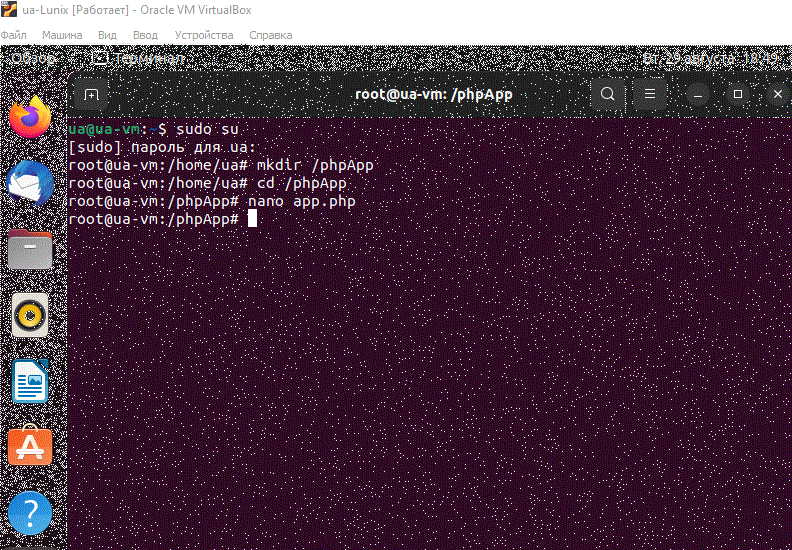 ua-Lunix [Работает] - Oracle VM VirtualBox
Файл Машина Вид Ввод Устройства Справка
Обзор Терминал Вт, 29 августа 18:19
root@ua-vm: /phpApp
ua@ua-vm:~$ sudo su
[sudo] пароль для ua:
root@ua-vm:/home/ua# mkdir /phpApp
root@ua-vm:/home/ua# cd /phpApp
root@ua-vm:/phpApp# nano app.php
root@ua-vm:/phpApp#